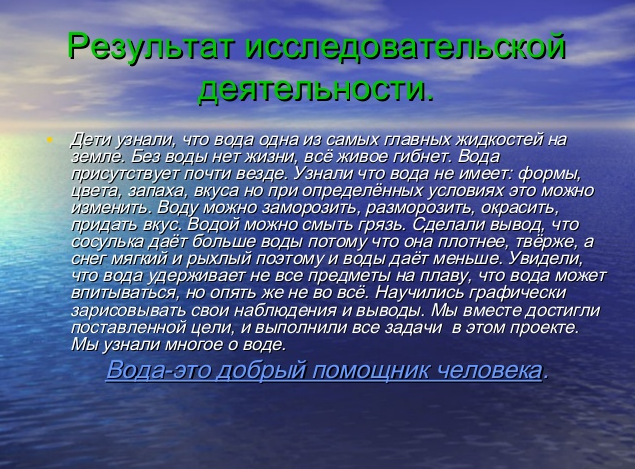 Результат исследовательской
деятельности.
Дети узнали, что вода одна из самых главных жидкостей на
земле. Без воды нет жизни, всё живое гибнет. Вода
присутствует почти везде. Узнали что вода не имеет: формы,
цвета, запаха, вкуса но при определённых условиях это можно
изменить. Воду можно заморозить, разморозить, окрасить,
придать вкус. Водой можно смыть грязь. Сделали вывод, что
сосулька даёт больше воды потому что она плотнее, твёрже, а
снег мягкий и рыхлый поэтому и воды даёт меньше. Увидели,
что вода удерживает не все предметы на плаву, что вода может
впитываться, но опять же не во всё. Научились графически
зарисовывать свои наблюдения и выводы. Мы вместе достигли
поставленной цели, и выполнили все задачи в этом проекте.
Мы узнали многое о воде.
Вода-это добрый помощник человека.